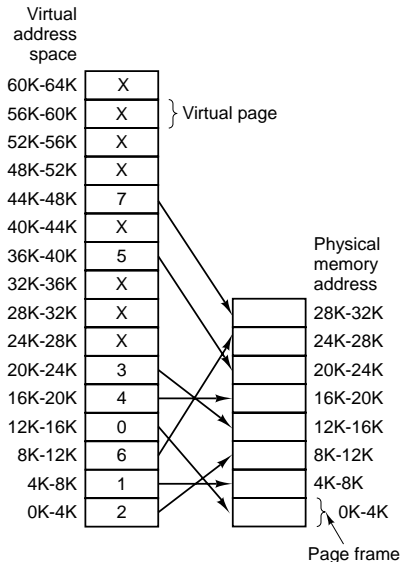 Virtual
address
space
60K-64K X
56K-60K X } Virtual page
52K-56K X
48K-52K X
44K-48K 7
40K-44K X
36K-40K 5
32K-36K X
28K-32K X
24K-28K X
20K-24K 3
16K-20K 4
12K-16K 0
8K-12K 6
4K-8K 1
0K-4K 2
Physical
memory
address
28K-32K
24K-28K
20K-24K
16K-20K
12K-16K
8K-12K
4K-8K
0K-4K
Page frame